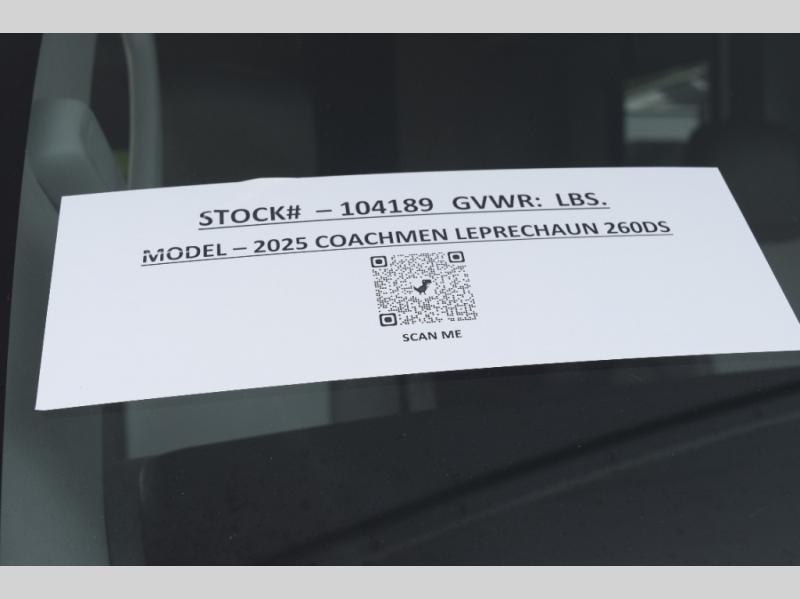 STOCK# – 104189 GVWR: LBS.
MODEL – 2025 COACHMEN LEPRECHAUN 260DS
SCAN ME